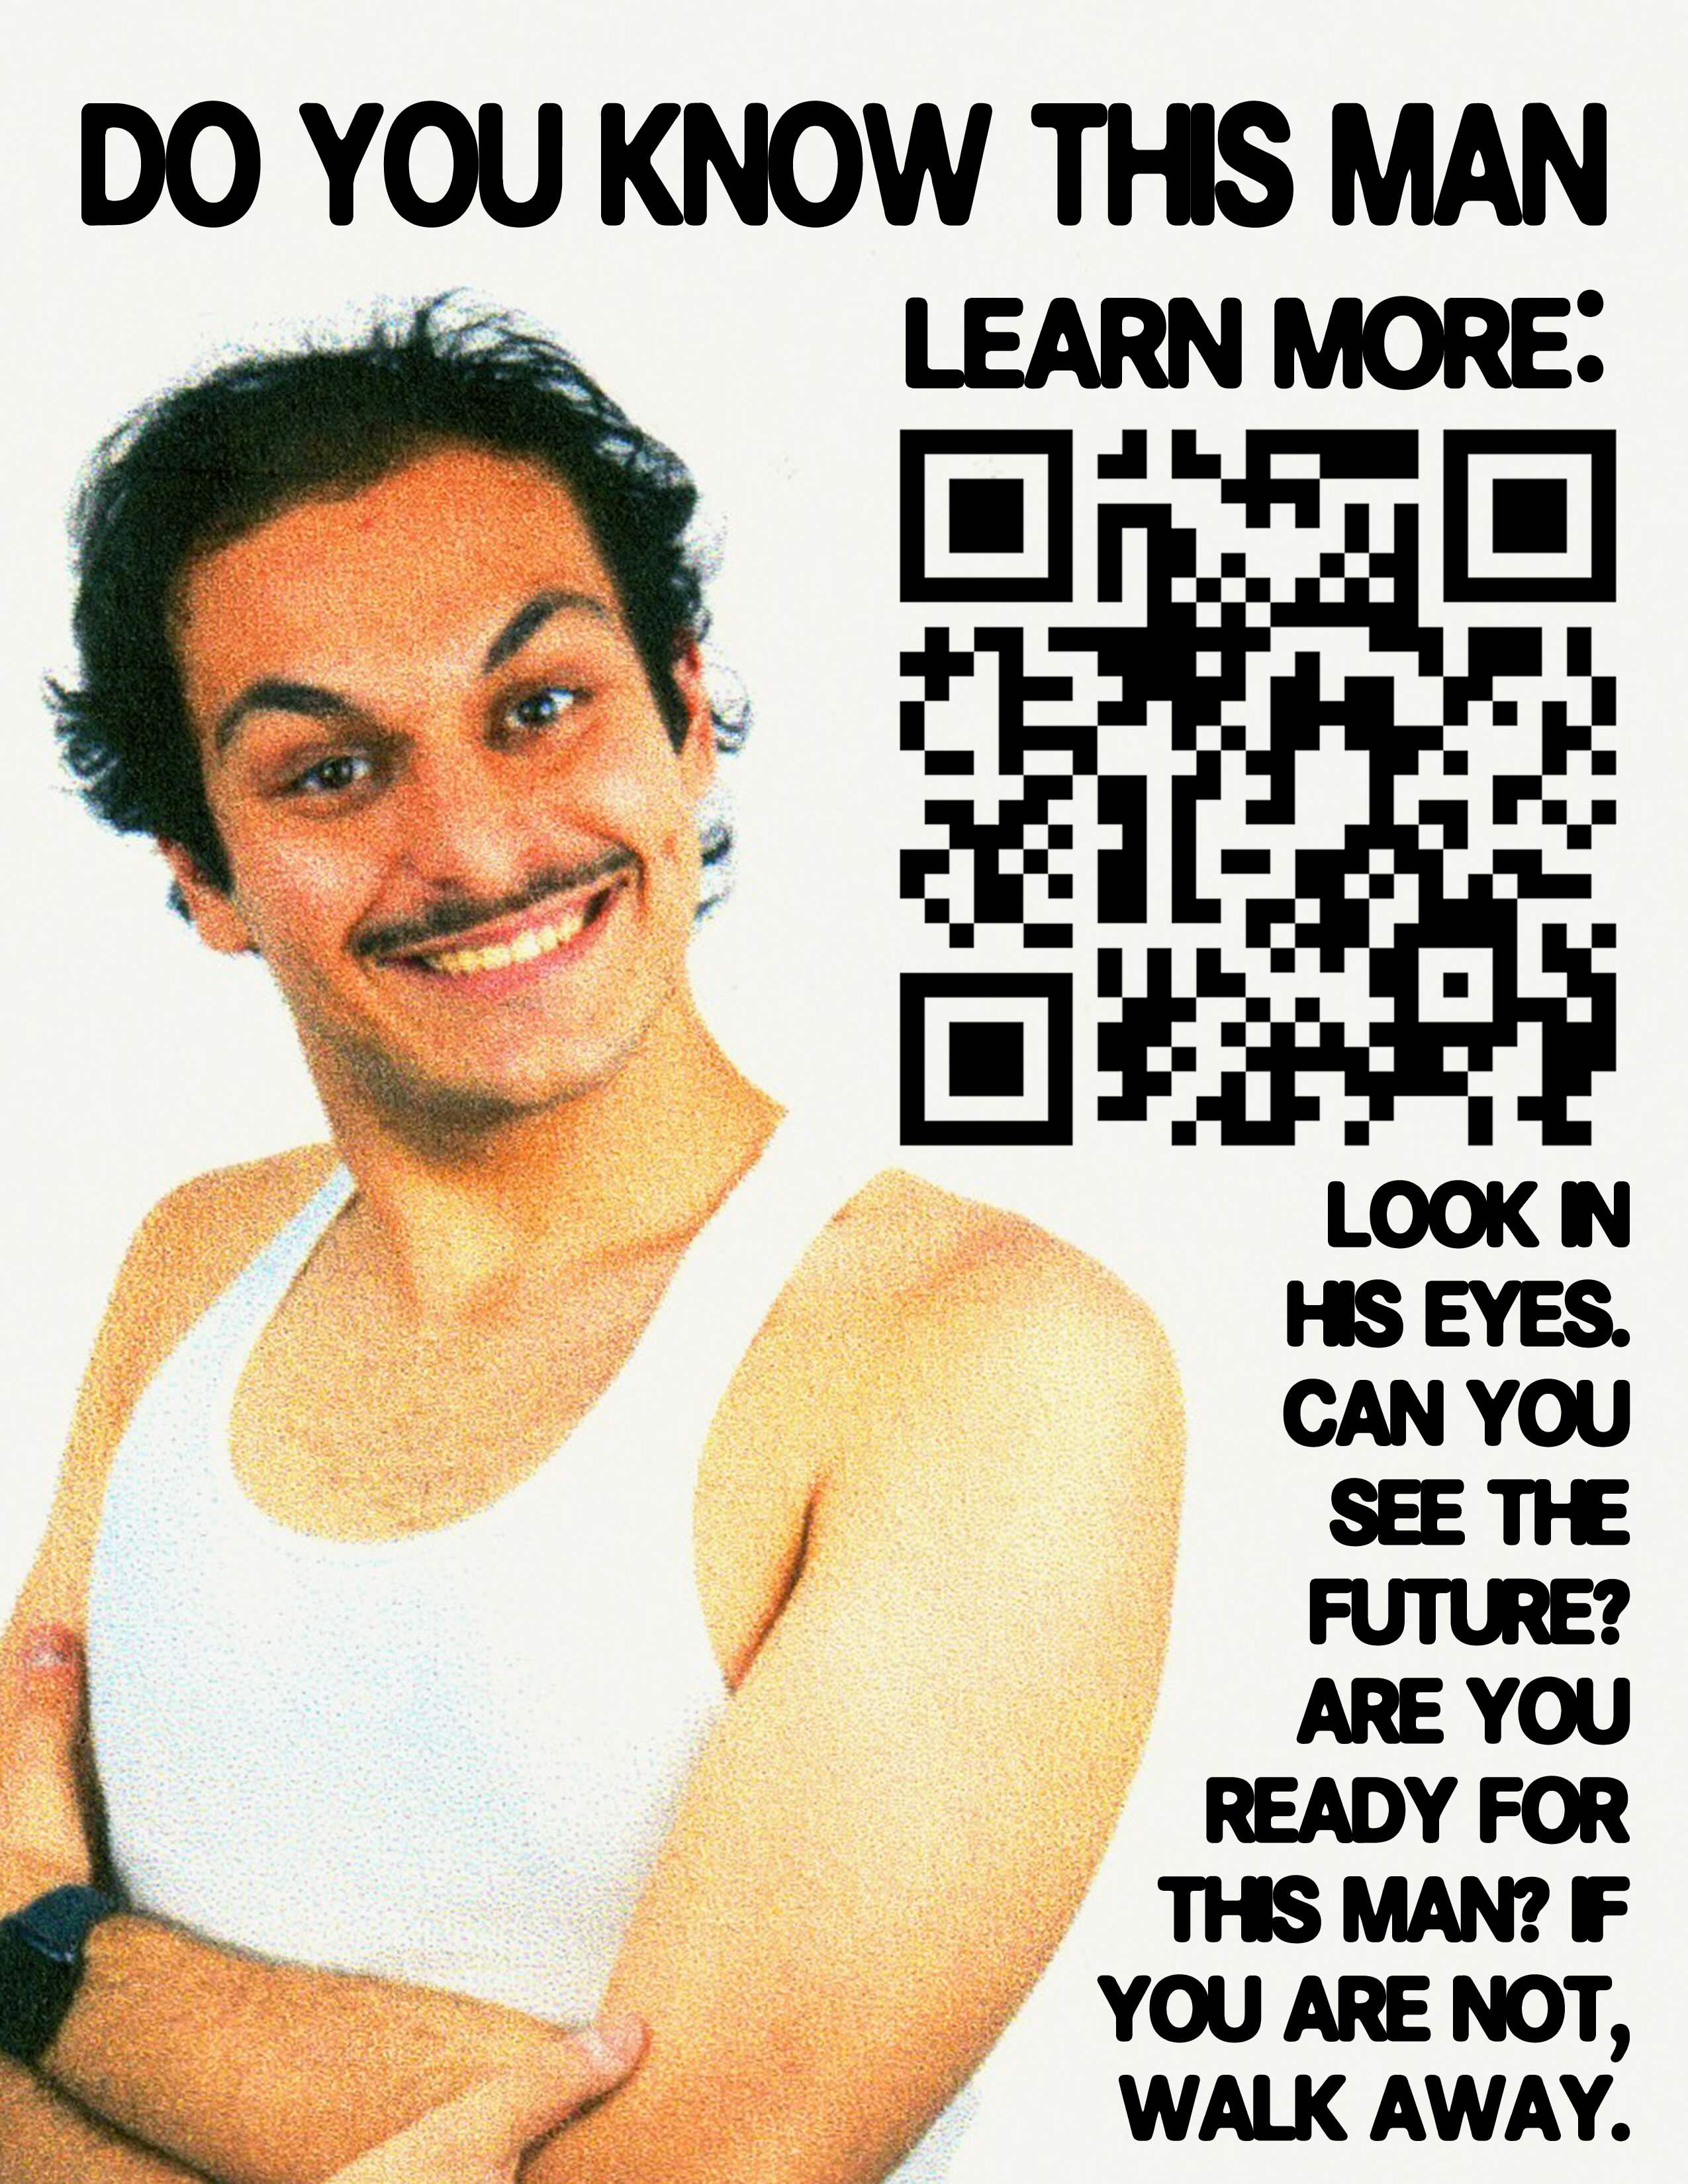 DO YOU KNOW THIS MAN
LEARN MORE:
LOOK IN
HIS EYES.
CAN YOU
SEE THE
FUTURE?
ARE YOU
READY FOR
THIS MAN? IF
YOU ARE NOT,
WALK AWAY.